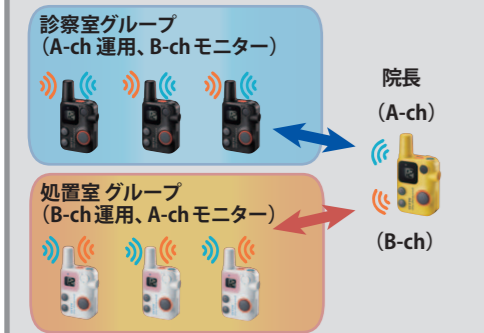 診察室グループ
（A-ch 運用、B-ch モニター）
院長
（A-ch）
処置室 グループ
（B-ch 運用、A-ch モニター）
（B-ch）